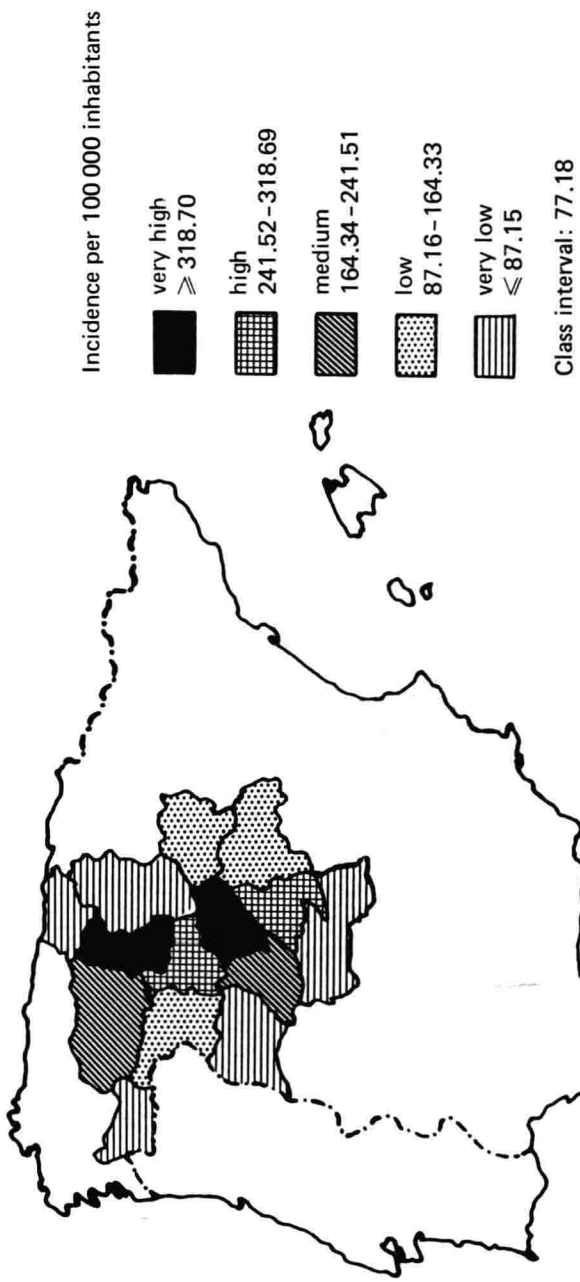 Incidence per 100 000 inhabitants
very high
⩾ 318.70
high
241.52–318.69
medium
164.34–241.51
low
87.16–164.33
very low
⩽ 87.15
Class interval: 77.18